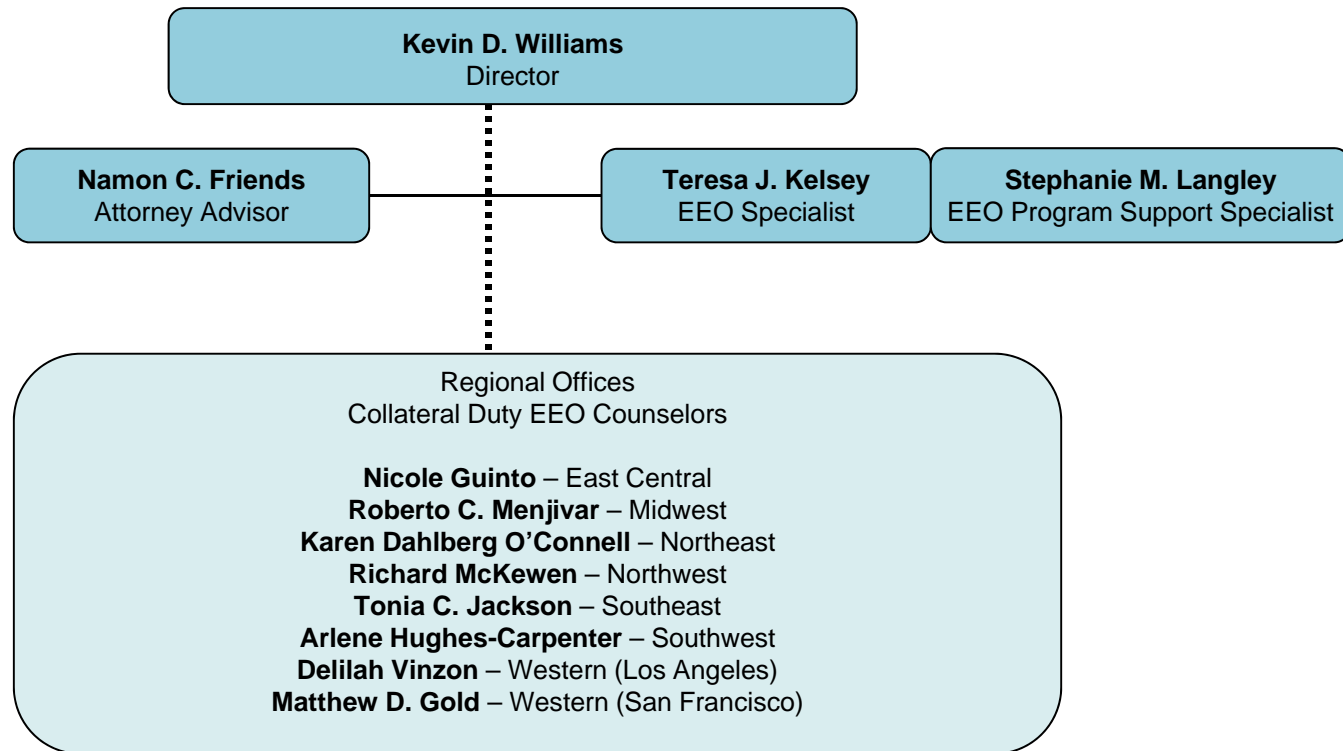 Kevin D. Williams
Director
Namon C. Friends
Attorney Advisor
Teresa J. Kelsey
EEO Specialist
Stephanie M. Langley
EEO Program Support Specialist
Regional Offices
Collateral Duty EEO Counselors
Nicole Guinto – East Central
Roberto C. Menjivar – Midwest
Karen Dahlberg O’Connell – Northeast
Richard McKewen – Northwest
Tonia C. Jackson – Southeast
Arlene Hughes-Carpenter – Southwest
Delilah Vinzon – Western (Los Angeles)
Matthew D. Gold – Western (San Francisco)